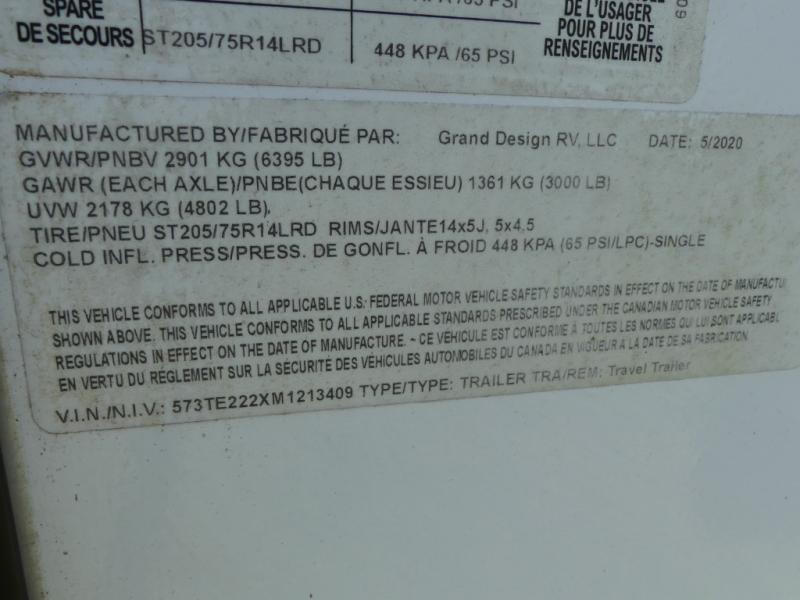 SPARE
DE SECOURS
ST205/75R14LRD
448 KPA /65 PSI
DE L'USAGER
POUR PLUS DE
RENSEIGNEMENTS
09
MANUFACTURED BY/FABRIQUÉ PAR: Grand Design RV, LLC DATE: 5/2020
GVWR/PNBV 2901 KG (6395 LB)
GAWR (EACH AXLE)/PNBE(CHAQUE ESSIEU) 1361 KG (3000 LB)
UVW 2178 KG (4802 LB).
TIRE/PNEU ST205/75R14LRD RIMS/JANTE14x5J, 5x4.5
COLD INFL. PRESS/PRESS. DE GONFL. À FROID 448 KPA (65 PSI/LPC)-SINGLE
THIS VEHICLE CONFORMS TO ALL APPLICABLE U.S. FEDERAL MOTOR VEHICLE SAFETY STANDARDS IN EFFECT ON THE DATE OF MANUFACTU
SHOWN ABOVE. THIS VEHICLE CONFORMS TO ALL APPLICABLE STANDARDS PRESCRIBED UNDER THE CANADIAN MOTOR VEHICLE SAFETY
REGULATIONS IN EFFECT ON THE DATE OF MANUFACTURE. ~ CE VÉHICULE EST CONFORME À TOUTES LES NORMES QUI LUI SONT APPLICABL
EN VERTU DU RÈGLEMENT SUR LA SÉCURITÉ DES VÉHICULES AUTOMOBILES DU CANADA EN VIGUEUR A LA DATE DE SA FABRICATION
V.I.N./N.I.V.: 573TE222XM1213409 TYPE/TYPE: TRAILER TRA/REM: Travel Trailer